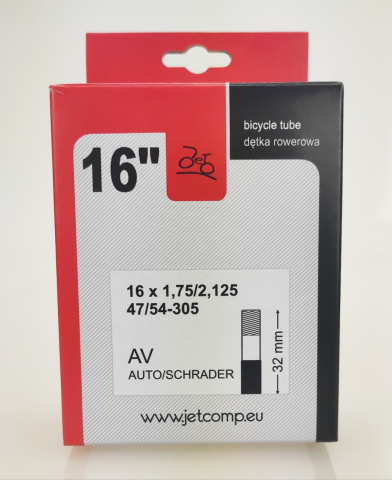 bicycle tube
dętka rowerowa
16"
16 x 1,75/2,125
47/54-305
AV
AUTO/SCHRADER
32 mm
www.jetcomp.eu